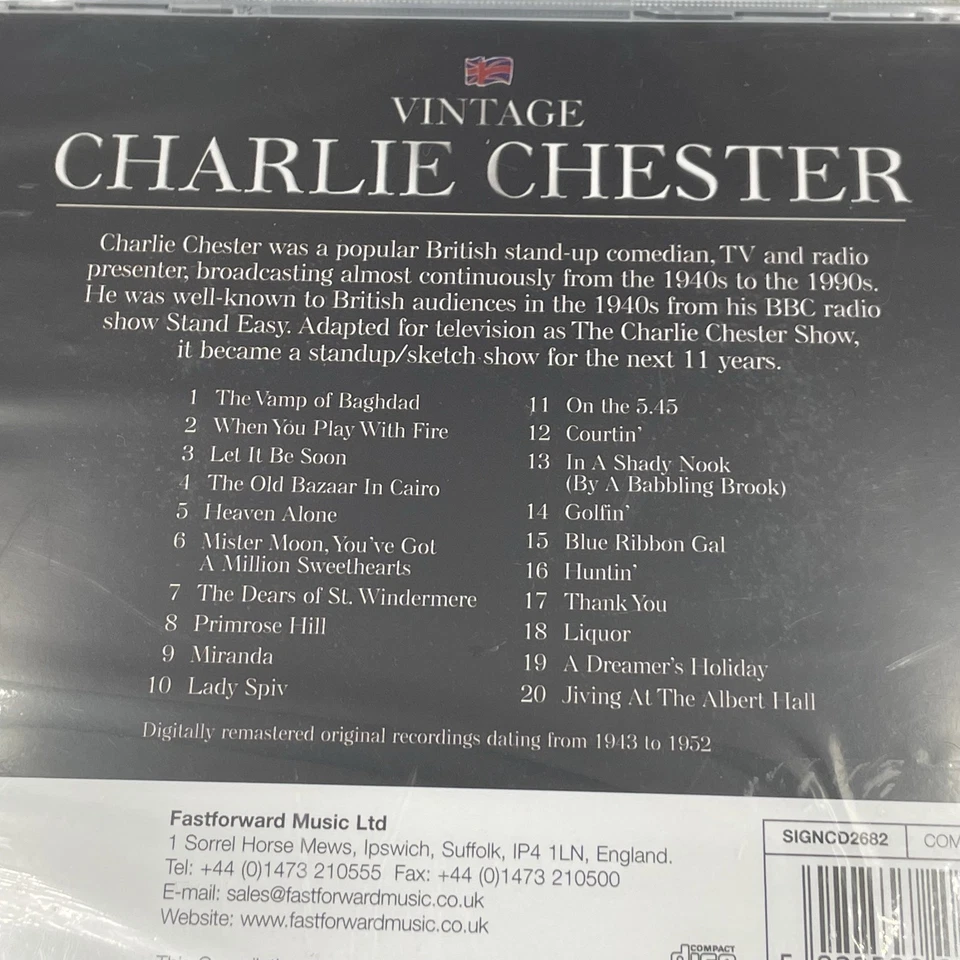 VINTAGE
CHARLIE CHESTER
Charlie Chester was a popular British stand-up comedian, TV and radio
presenter, broadcasting almost continuously from the 1940s to the 1990s.
He was well-known to British audiences in the 1940s from his BBC radio
show Stand Easy. Adapted for television as The Charlie Chester Show,
it became a standup/sketch show for the next 11 years.
1 The Vamp of Baghdad
2 When You Play With Fire
3 Let It Be Soon
4 The Old Bazaar In Cairo
5 Heaven Alone
6 Mister Moon, You've Got
A Million Sweethearts
7 The Dears of St. Windermere
8 Primrose Hill
9 Miranda
10 Lady Spiv
11 On the 5.45
12 Courtin'
13 In A Shady Nook
(By A Babbling Brook)
14 Golfin'
15 Blue Ribbon Gal
16 Huntin'
17 Thank You
18 Liquor
19 A Dreamer's Holiday
20 Jiving At The Albert Hall
Digitally remastered original recordings dating from 1943 to 1952
Fastforward Music Ltd
1 Sorrel Horse Mews, Ipswich, Suffolk, IP4 1LN, England.
Tel: +44 (0)1473 210555 Fax: +44 (0)1473 210500
E-mail: sales@fastforwardmusic.co.uk
Website: www.fastforwardmusic.co.uk
SIGNCD2682
COM
COMPACT
disc